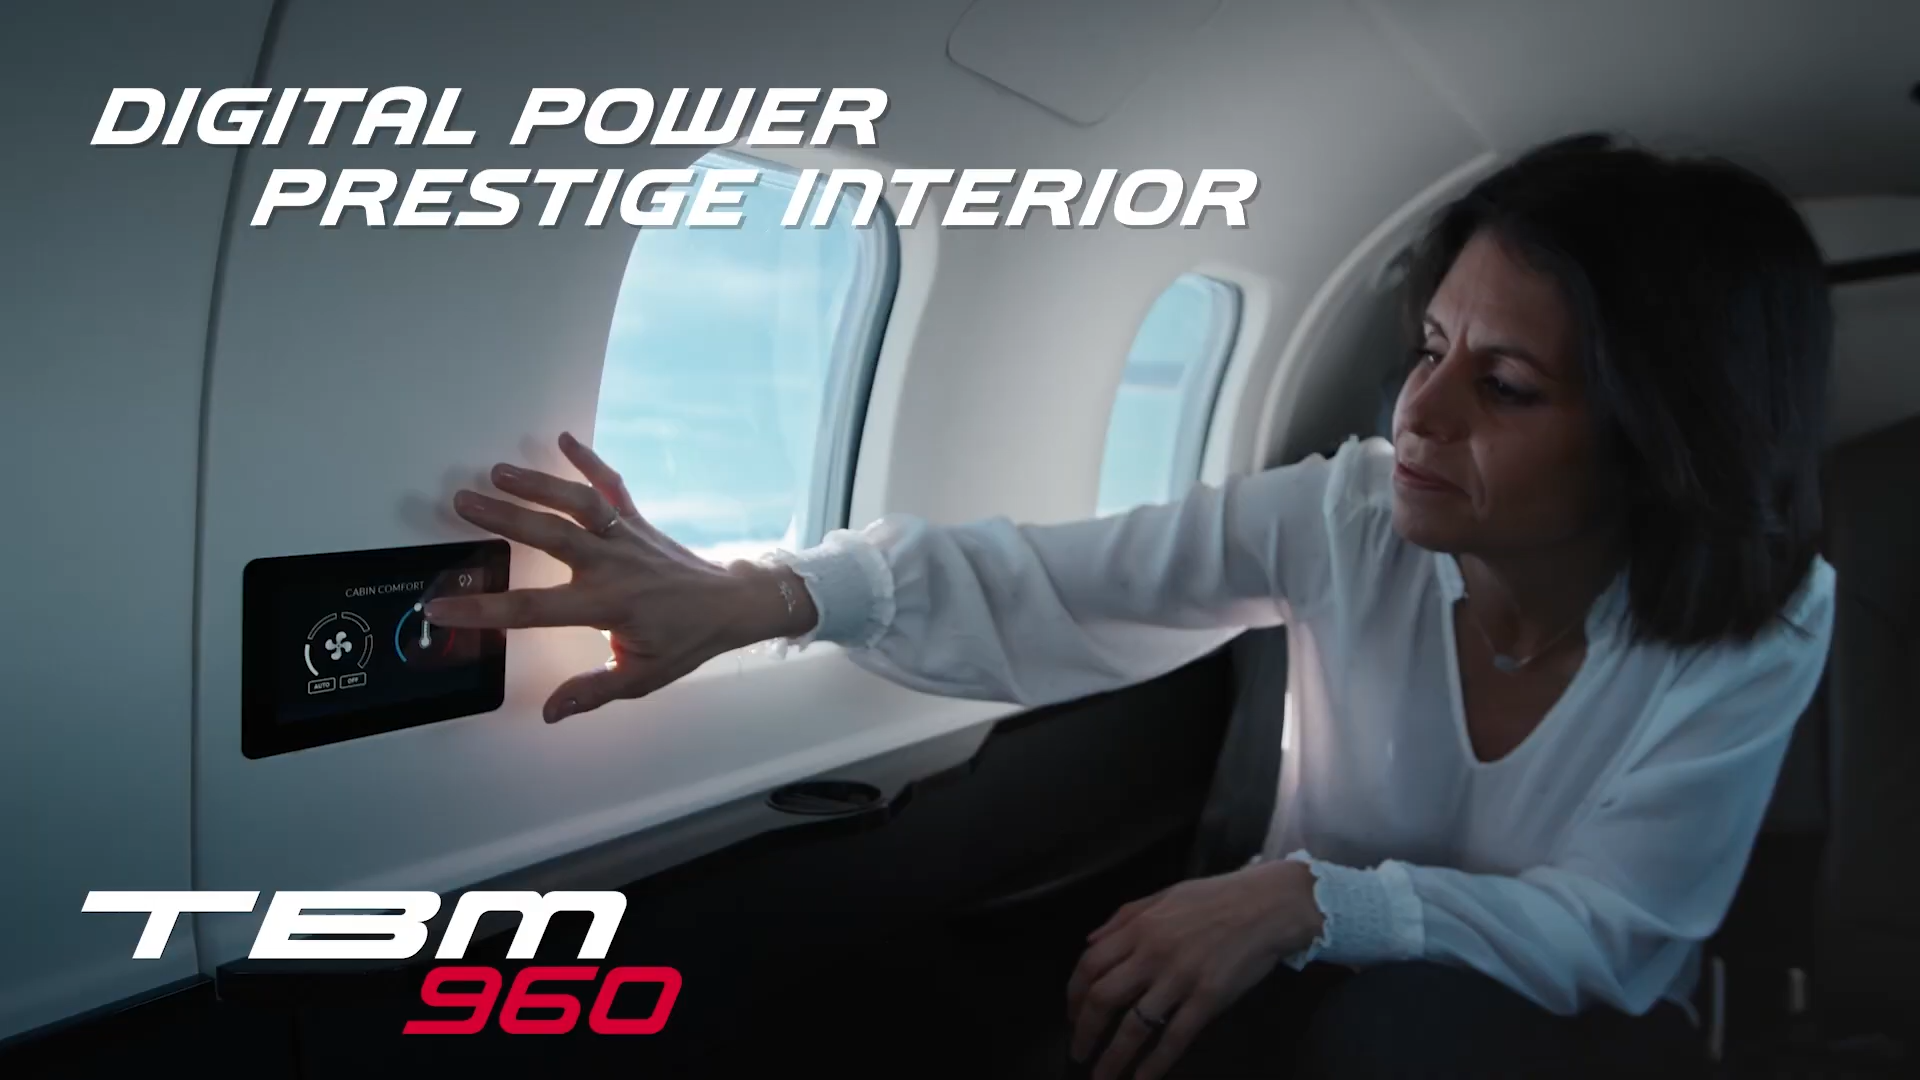 DIGITAL POWER
PRESTIGE INTERIOR
CABIN COMFORT
AUTO OFF
TBM
960